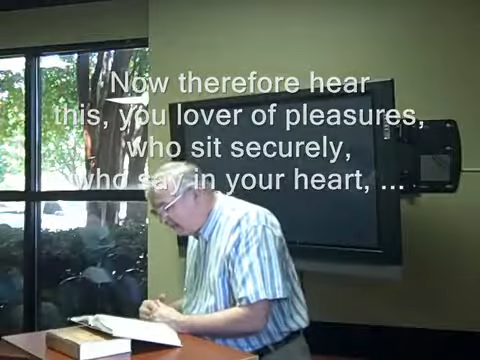 Now therefore hear
this, you lover of pleasures,
who sit securely,
who say in your heart, ...